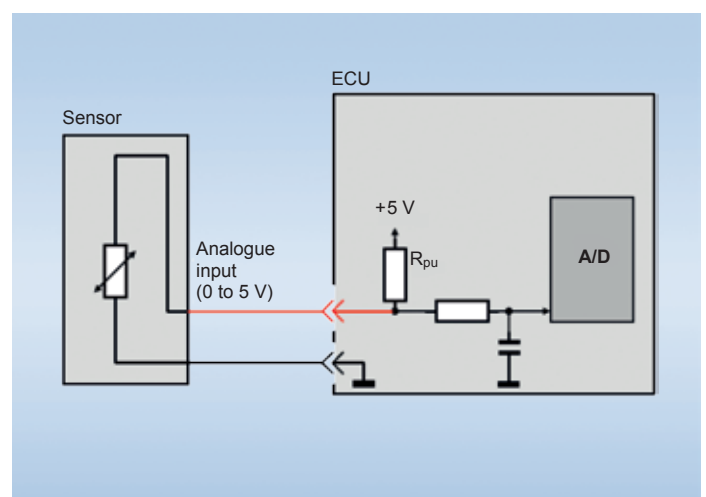 ECU
Sensor
+5 V
Rpu
A/D
Analogue
input
(0 to 5 V)